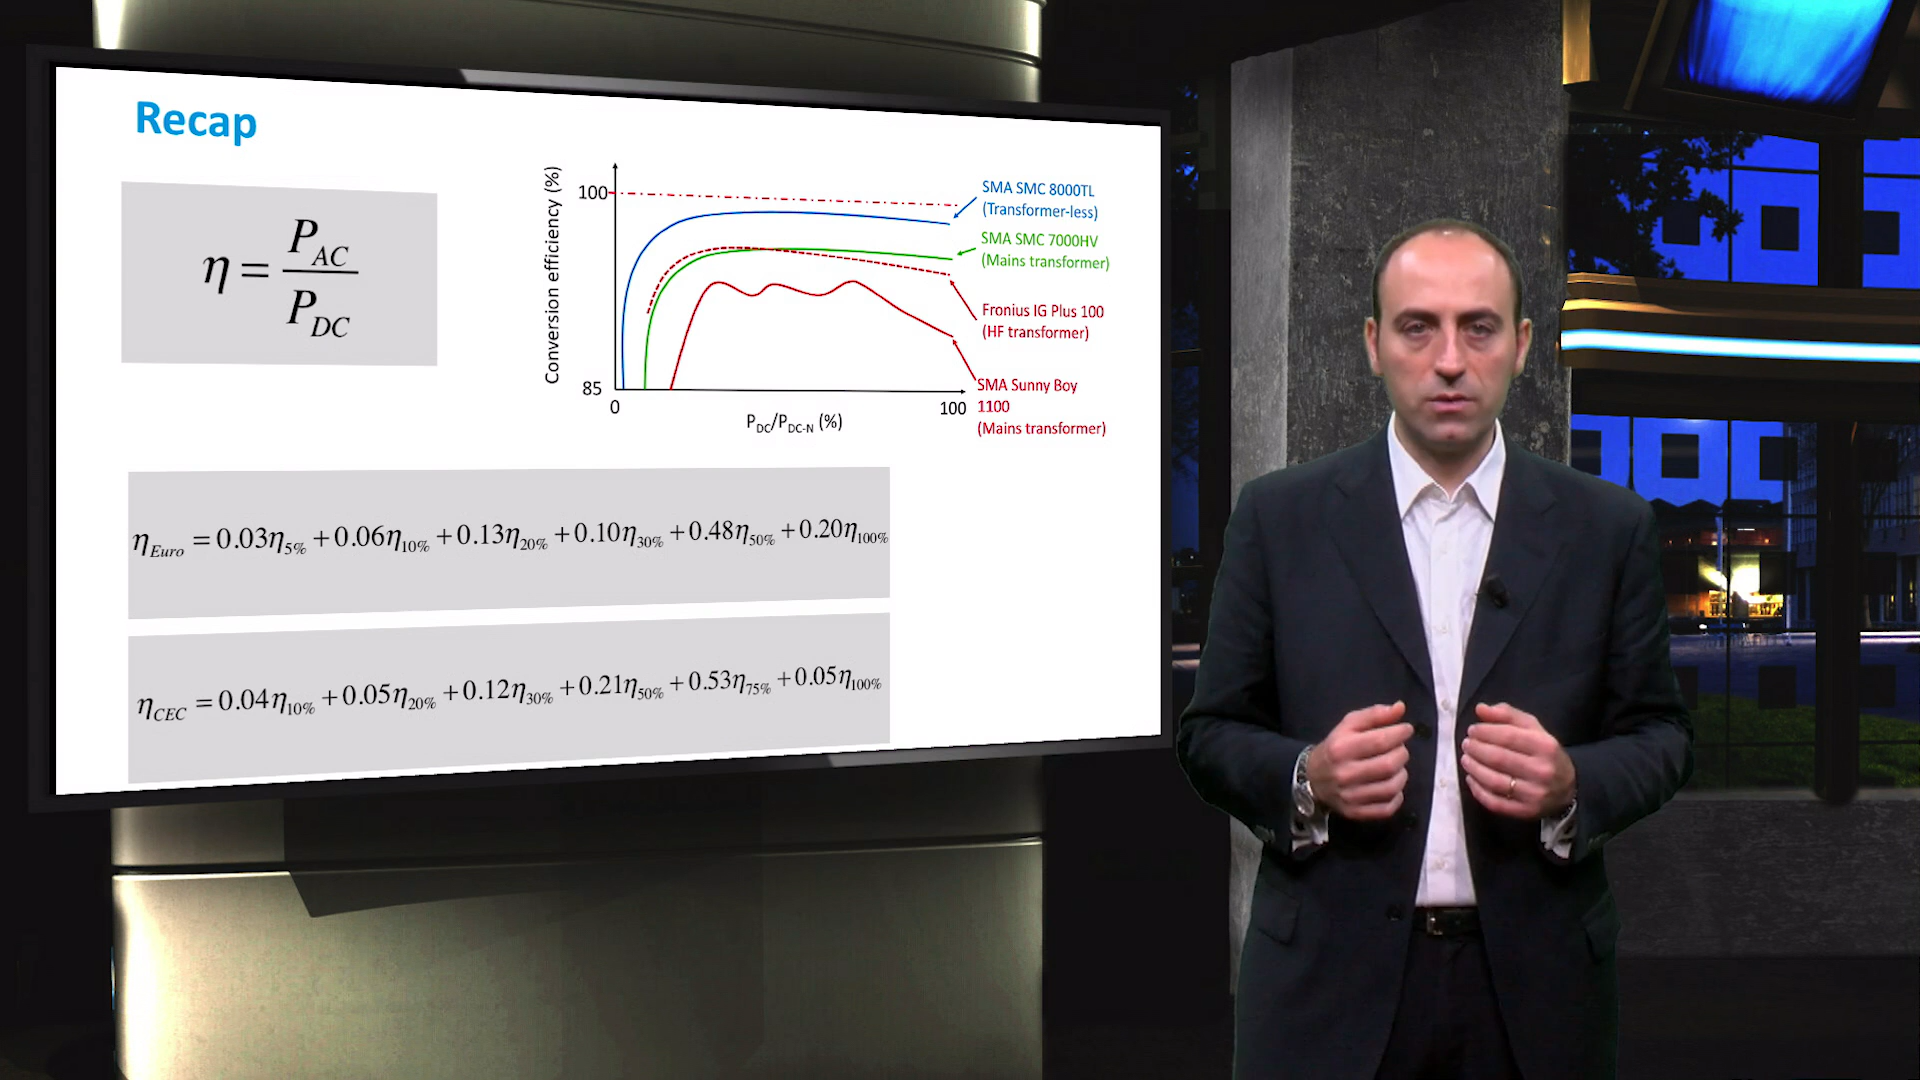 Recap
η = P_AC / P_DC
Conversion efficiency (%)
100
85
0
100
P_DC/P_DC-N (%)
SMA SMC 8000TL
(Transformer-less)
SMA SMC 7000HV
(Mains transformer)
Fronius IG Plus 100
(HF transformer)
SMA Sunny Boy
1100
(Mains transformer)
η_Euro = 0.03η_5% + 0.06η_10% + 0.13η_20% + 0.10η_30% + 0.48η_50% + 0.20η_100%
η_CEC = 0.04η_10% + 0.05η_20% + 0.12η_30% + 0.21η_50% + 0.53η_75% + 0.05η_100%